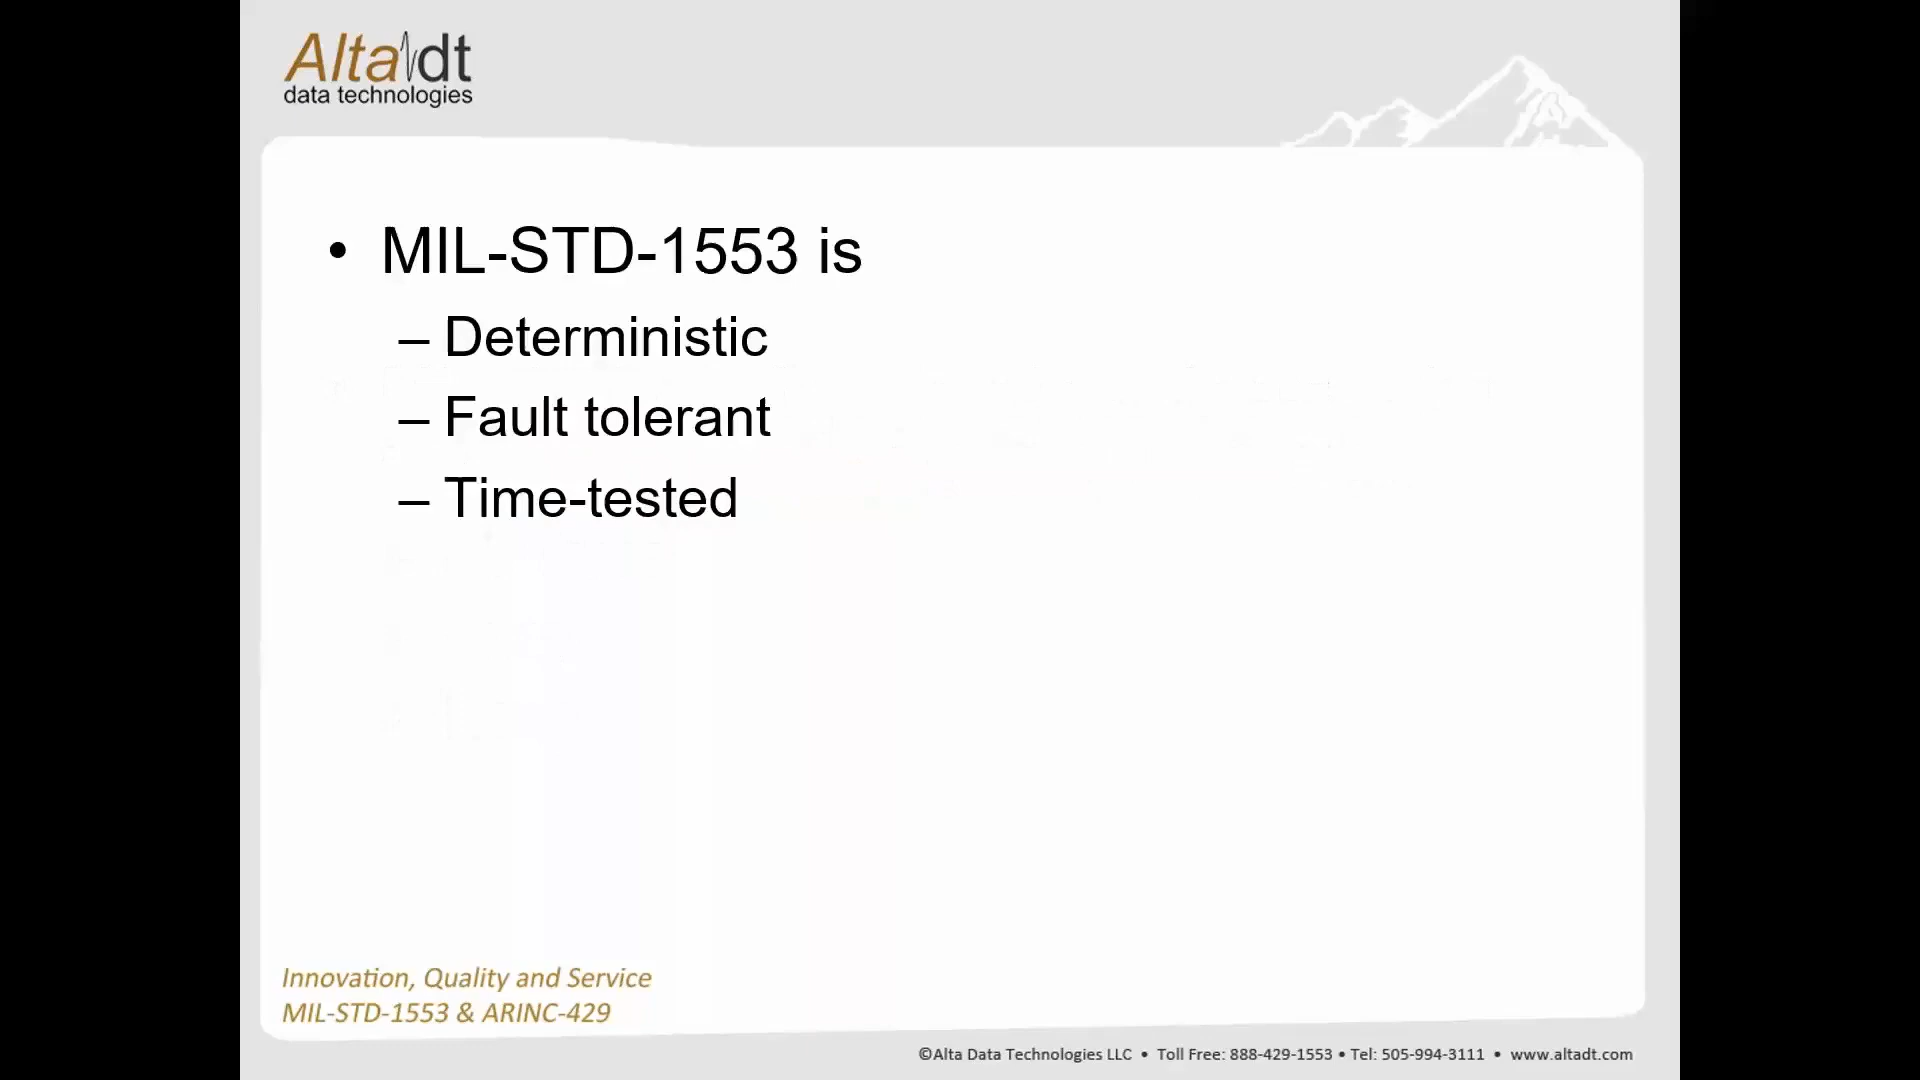 Alta dt
data technologies
• MIL-STD-1553 is
– Deterministic
– Fault tolerant
– Time-tested
Innovation, Quality and Service
MIL-STD-1553 & ARINC-429
©Alta Data Technologies LLC • Toll Free: 888-429-1553 • Tel: 505-994-3111 • www.altadt.com